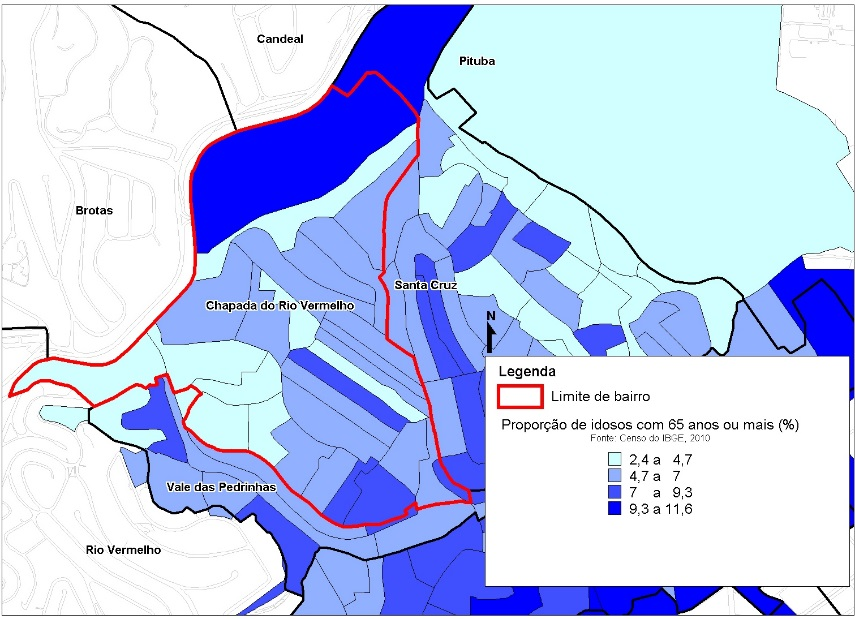 Candeal
Pituba
Brotas
Santa Cruz
Chapada do Rio Vermelho
N
Vale das Pedrinhas
Rio Vermelho
Legenda
Limite de bairro
Proporção de idosos com 65 anos ou mais (%)
Fonte: Censo do IBGE, 2010
2,4 a 4,7
4,7 a 7
7 a 9,3
9,3 a 11,6